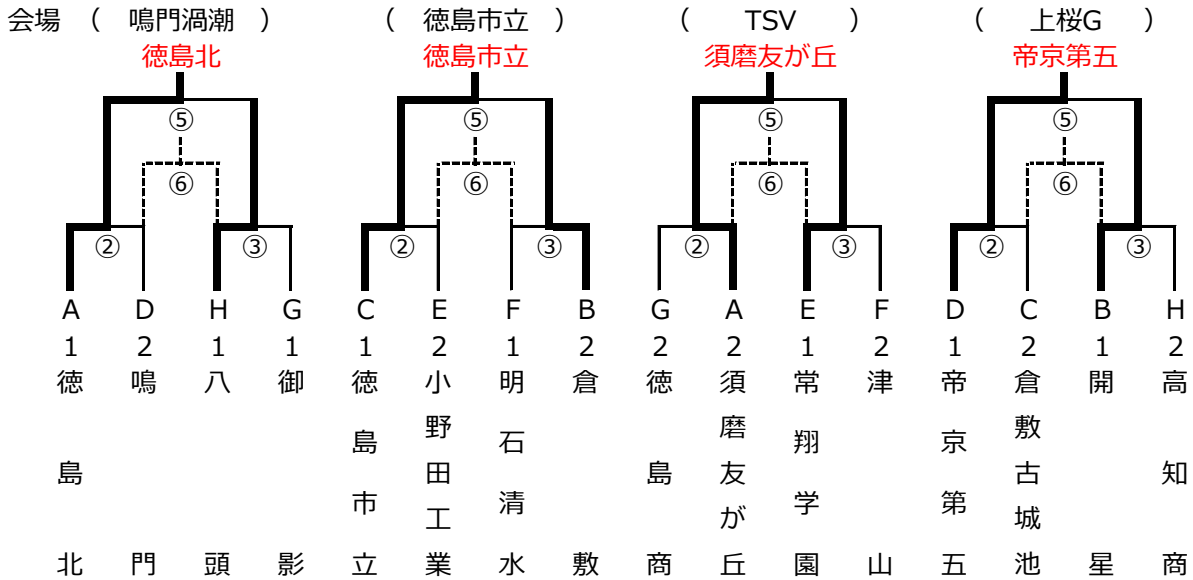 会場 （ 鳴門渦潮 ） （ 徳島市立 ） （ TSV ） （ 上桜G ）
徳島北 徳島市立 須磨友が丘 帝京第五
⑤ ⑤ ⑤ ⑤
⑥ ⑥ ⑥ ⑥
② ③ ② ③ ② ③ ② ③
A D H G C E F B G A E F D C B H
1 2 1 1 1 2 1 2 2 2 1 2 1 2 1 2
徳島北
鳴門
八頭
御影
徳島市立
小野田工業
明石清水
倉敷
徳島商
須磨友が丘
常翔学園
津山
帝京第五
倉敷古城池
開星
高知商